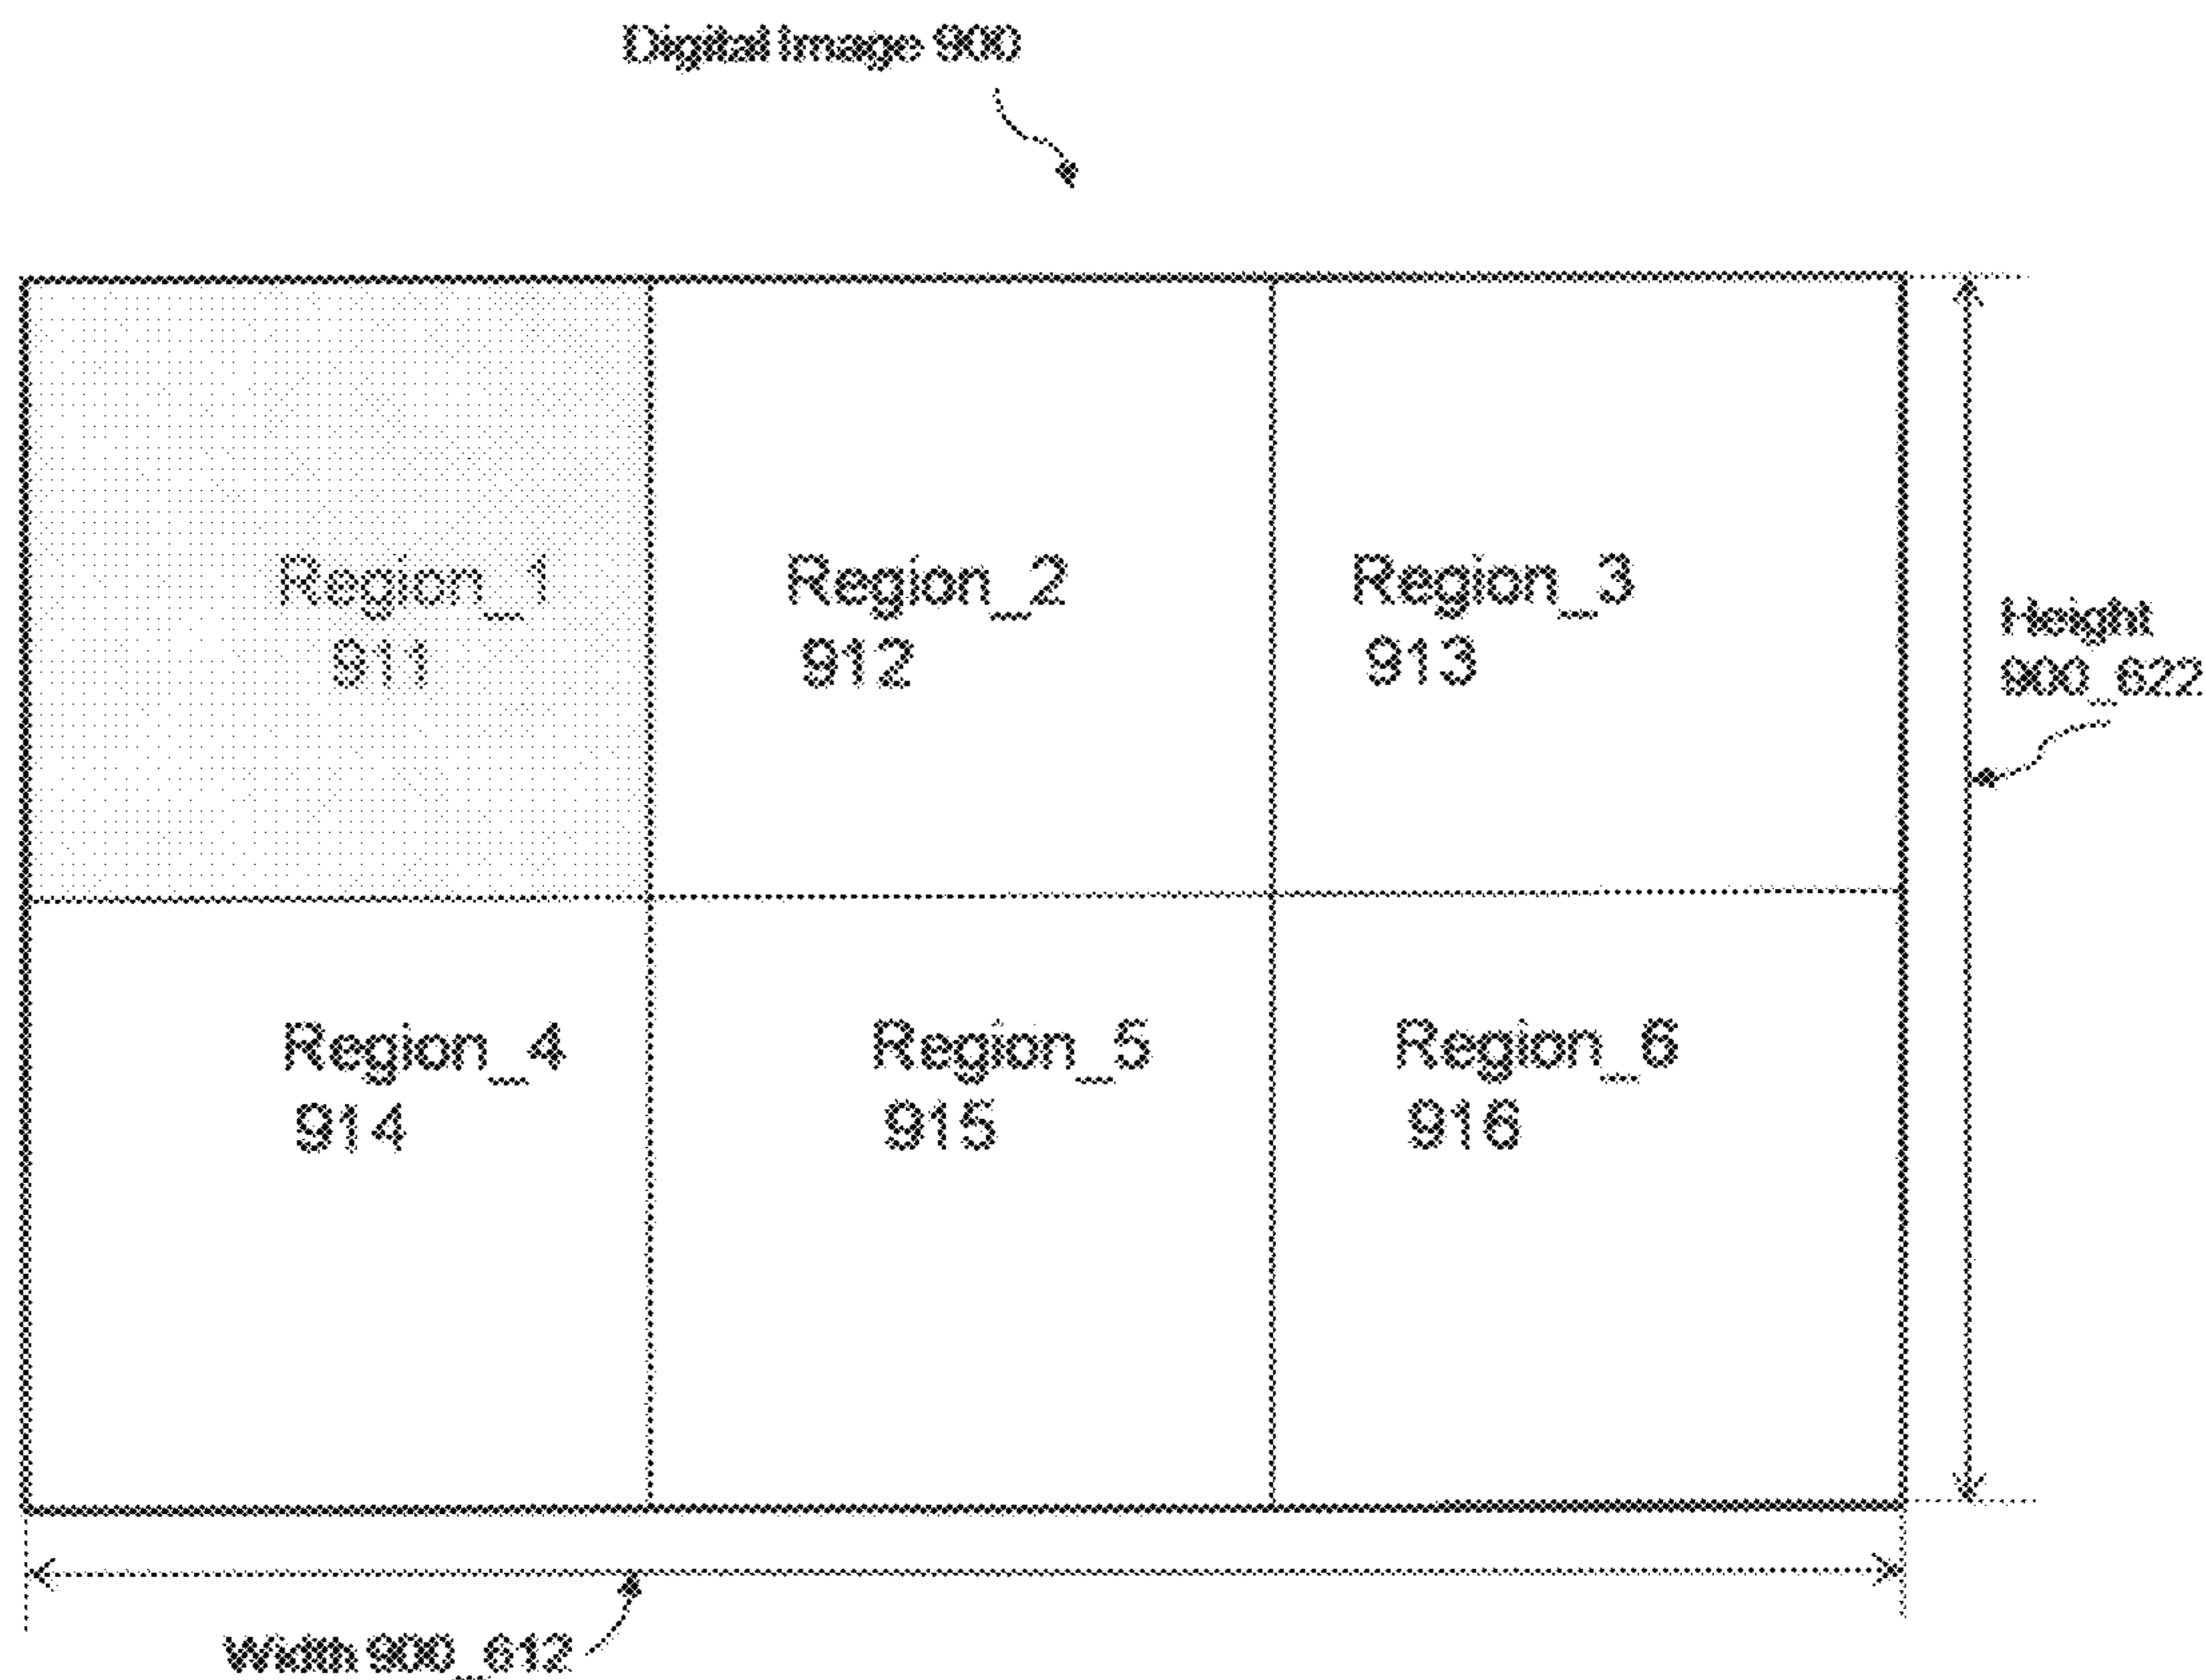 Digital Image 900
Region_1
911
Region_2
912
Region_3
913
Height
900_622
Region_4
914
Region_5
915
Region_6
916
Width 900_612